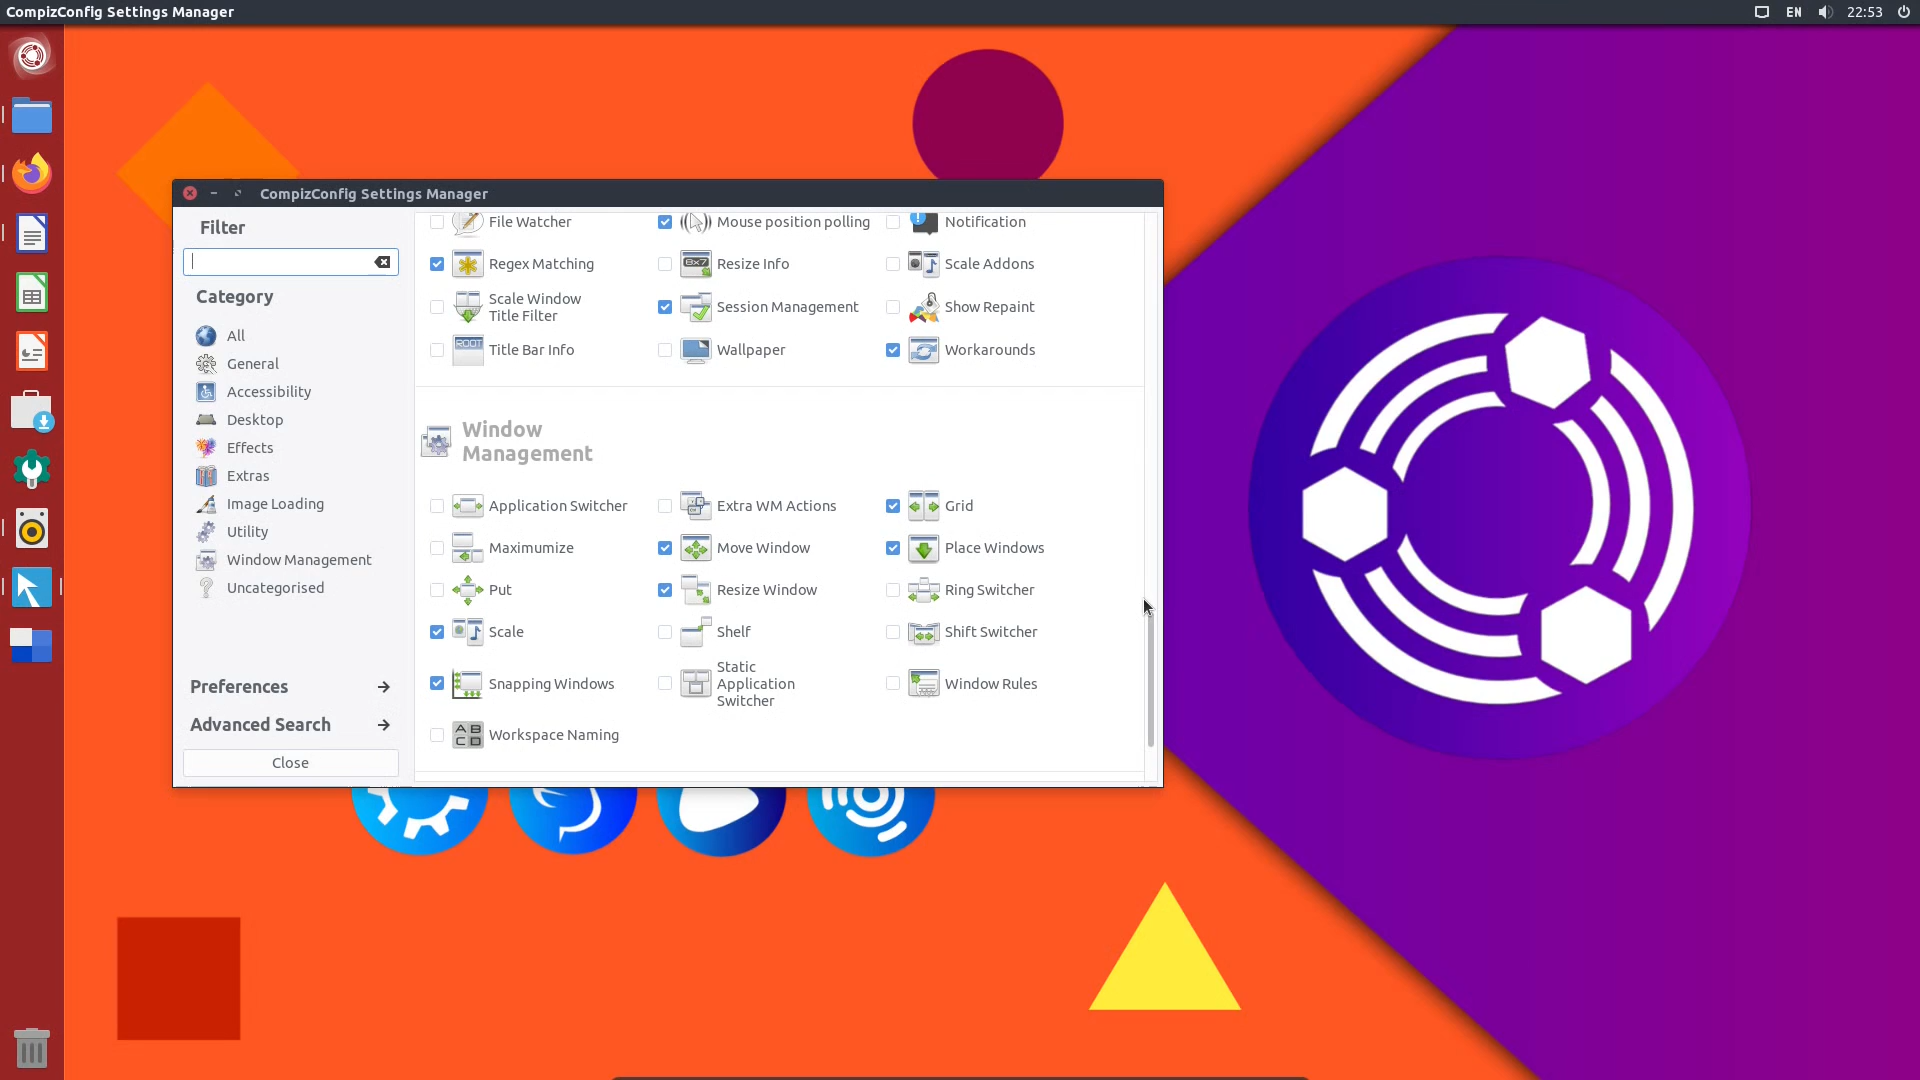 CompizConfig Settings Manager
EN
22:53
CompizConfig Settings Manager
Filter
Category
All
General
Accessibility
Desktop
Effects
Extras
Image Loading
Utility
Window Management
Uncategorised
Preferences
Advanced Search
Close
File Watcher
Mouse position polling
Notification
Regex Matching
8x7
Resize Info
Scale Addons
Scale Window
Title Filter
Session Management
Show Repaint
ROOT
Title Bar Info
Wallpaper
Workarounds
Window
Management
Application Switcher
Extra WM Actions
Grid
Maximumize
Move Window
Place Windows
Put
Resize Window
Ring Switcher
Scale
Shelf
Shift Switcher
Snapping Windows
Static
Application
Switcher
Window Rules
A B
C D
Workspace Naming